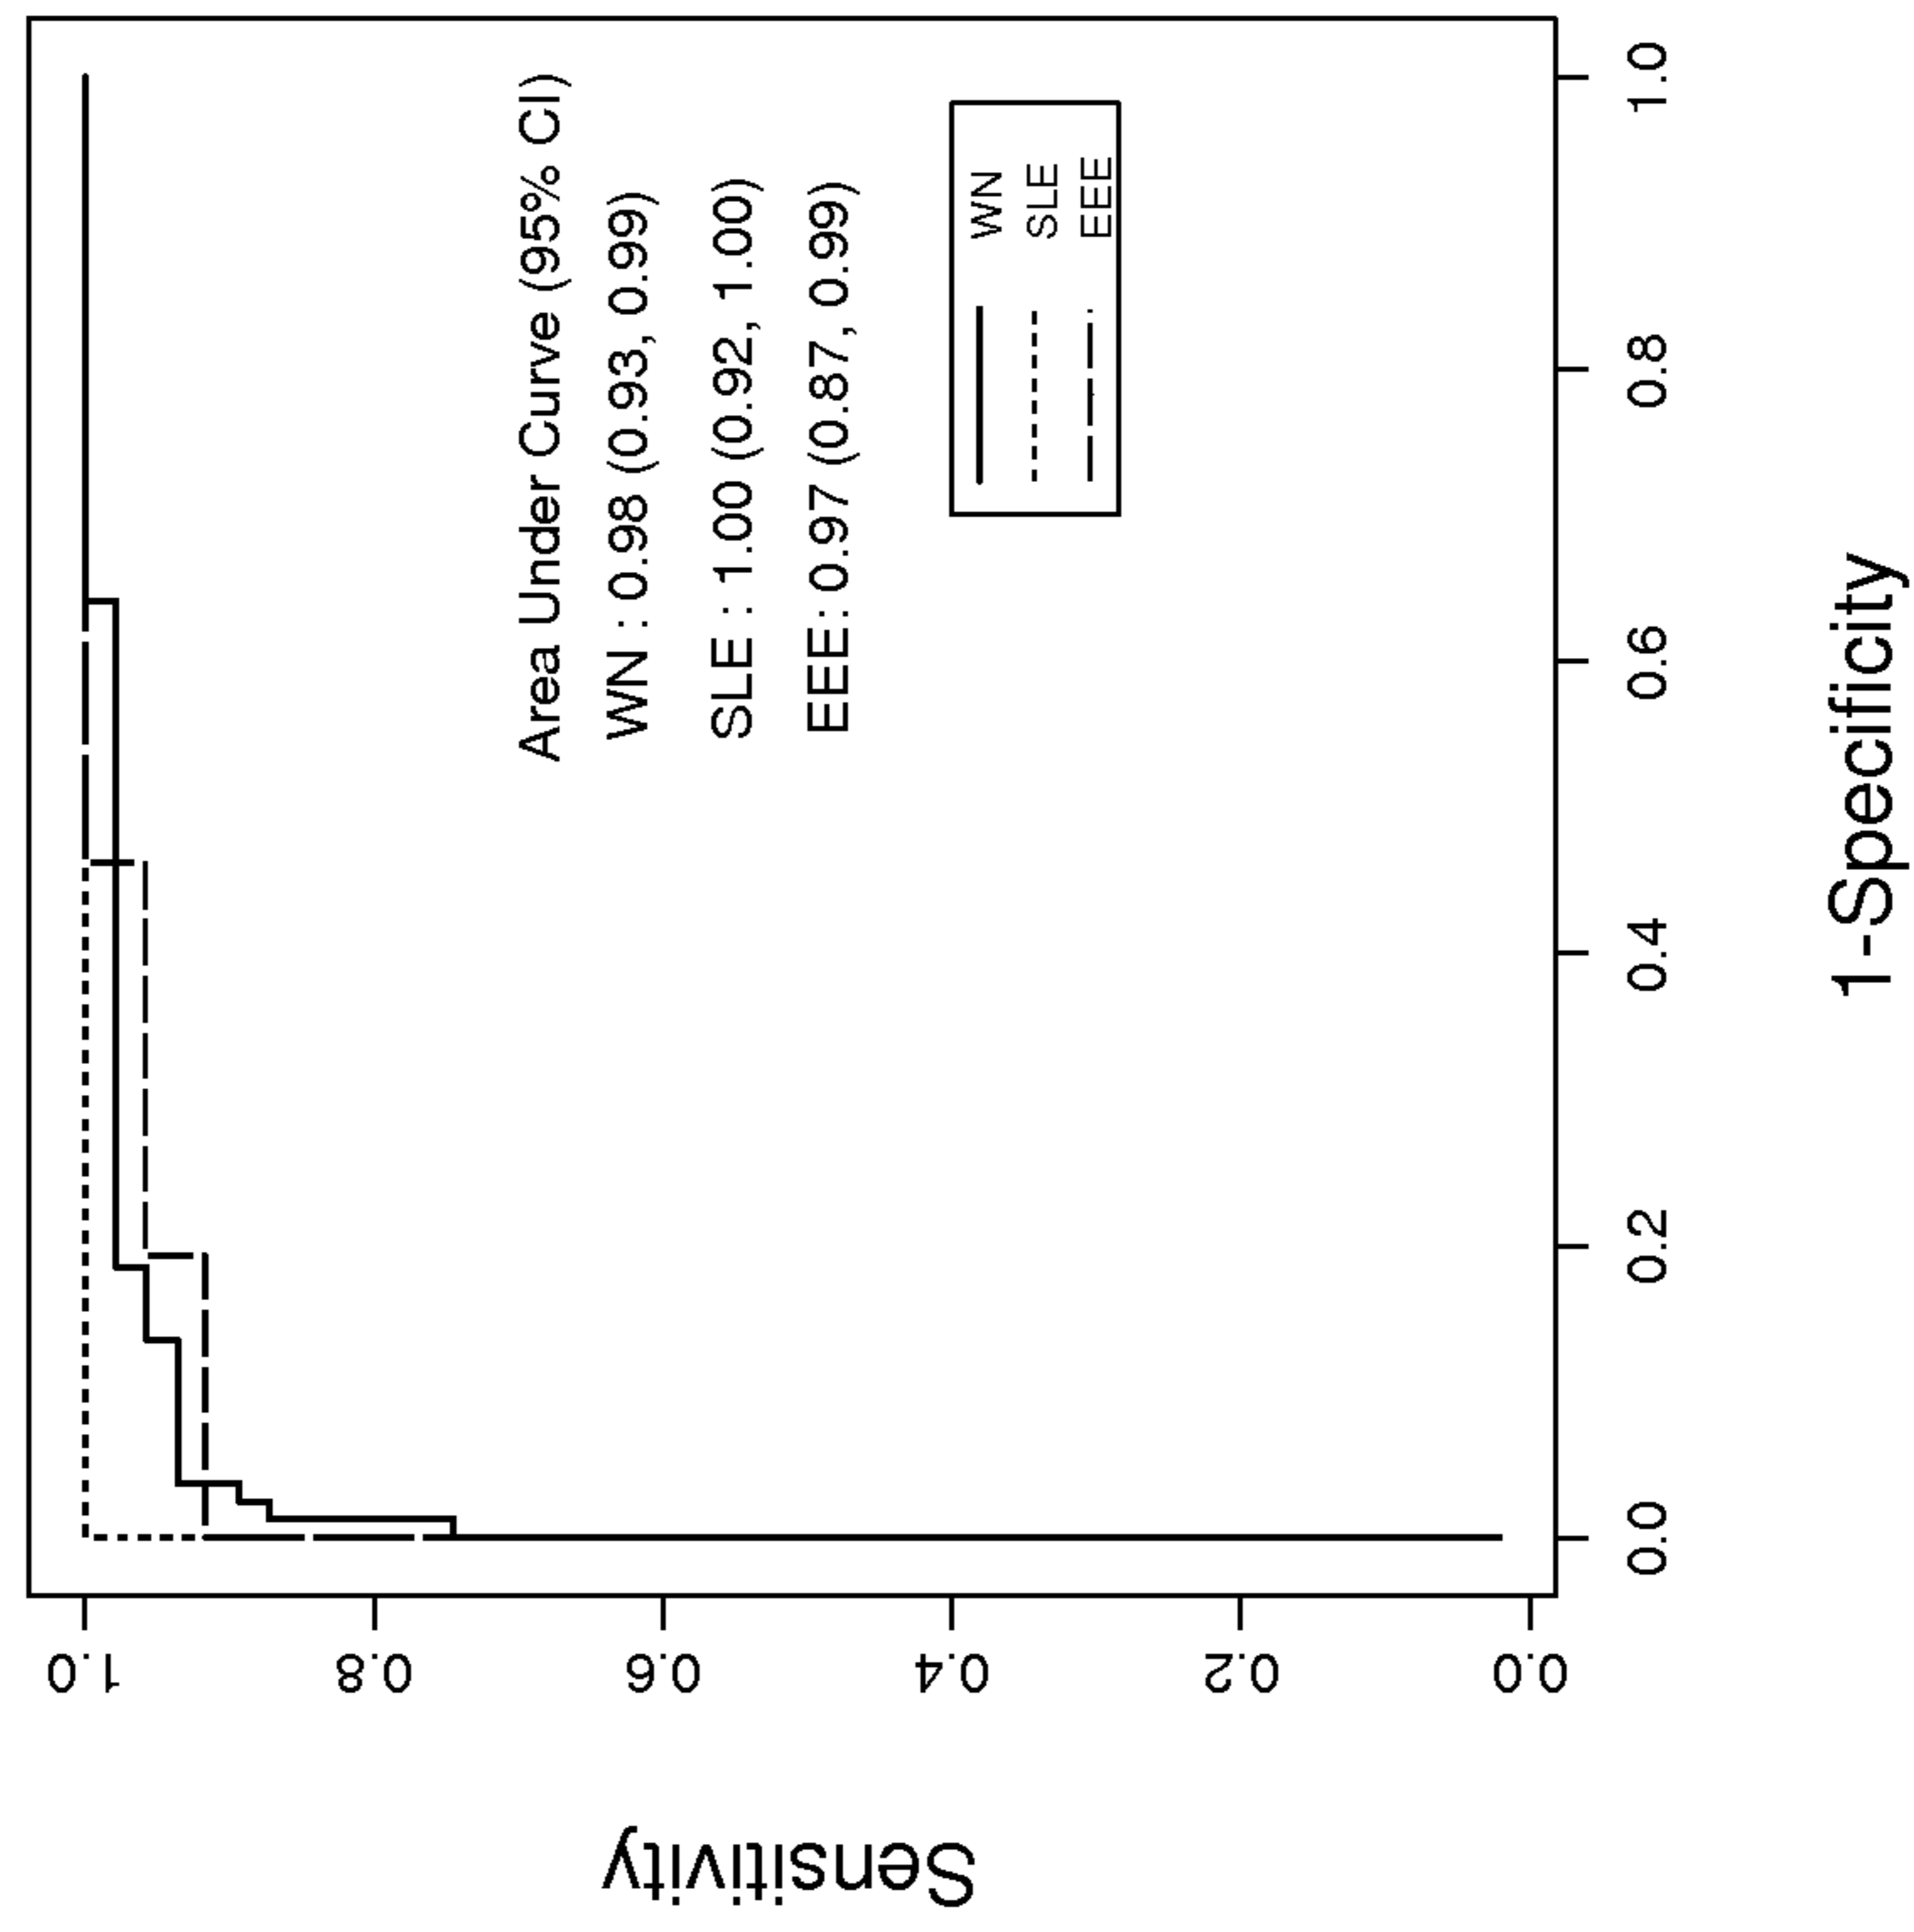 Sensitivity
0.0
0.2
0.4
0.6
0.8
1.0
Area Under Curve (95% CI)
WN : 0.98 (0.93, 0.99)
SLE : 1.00 (0.92, 1.00)
EEE: 0.97 (0.87, 0.99)
WN
SLE
EEE
0.0
0.2
0.4
0.6
0.8
1.0
1-Specificity